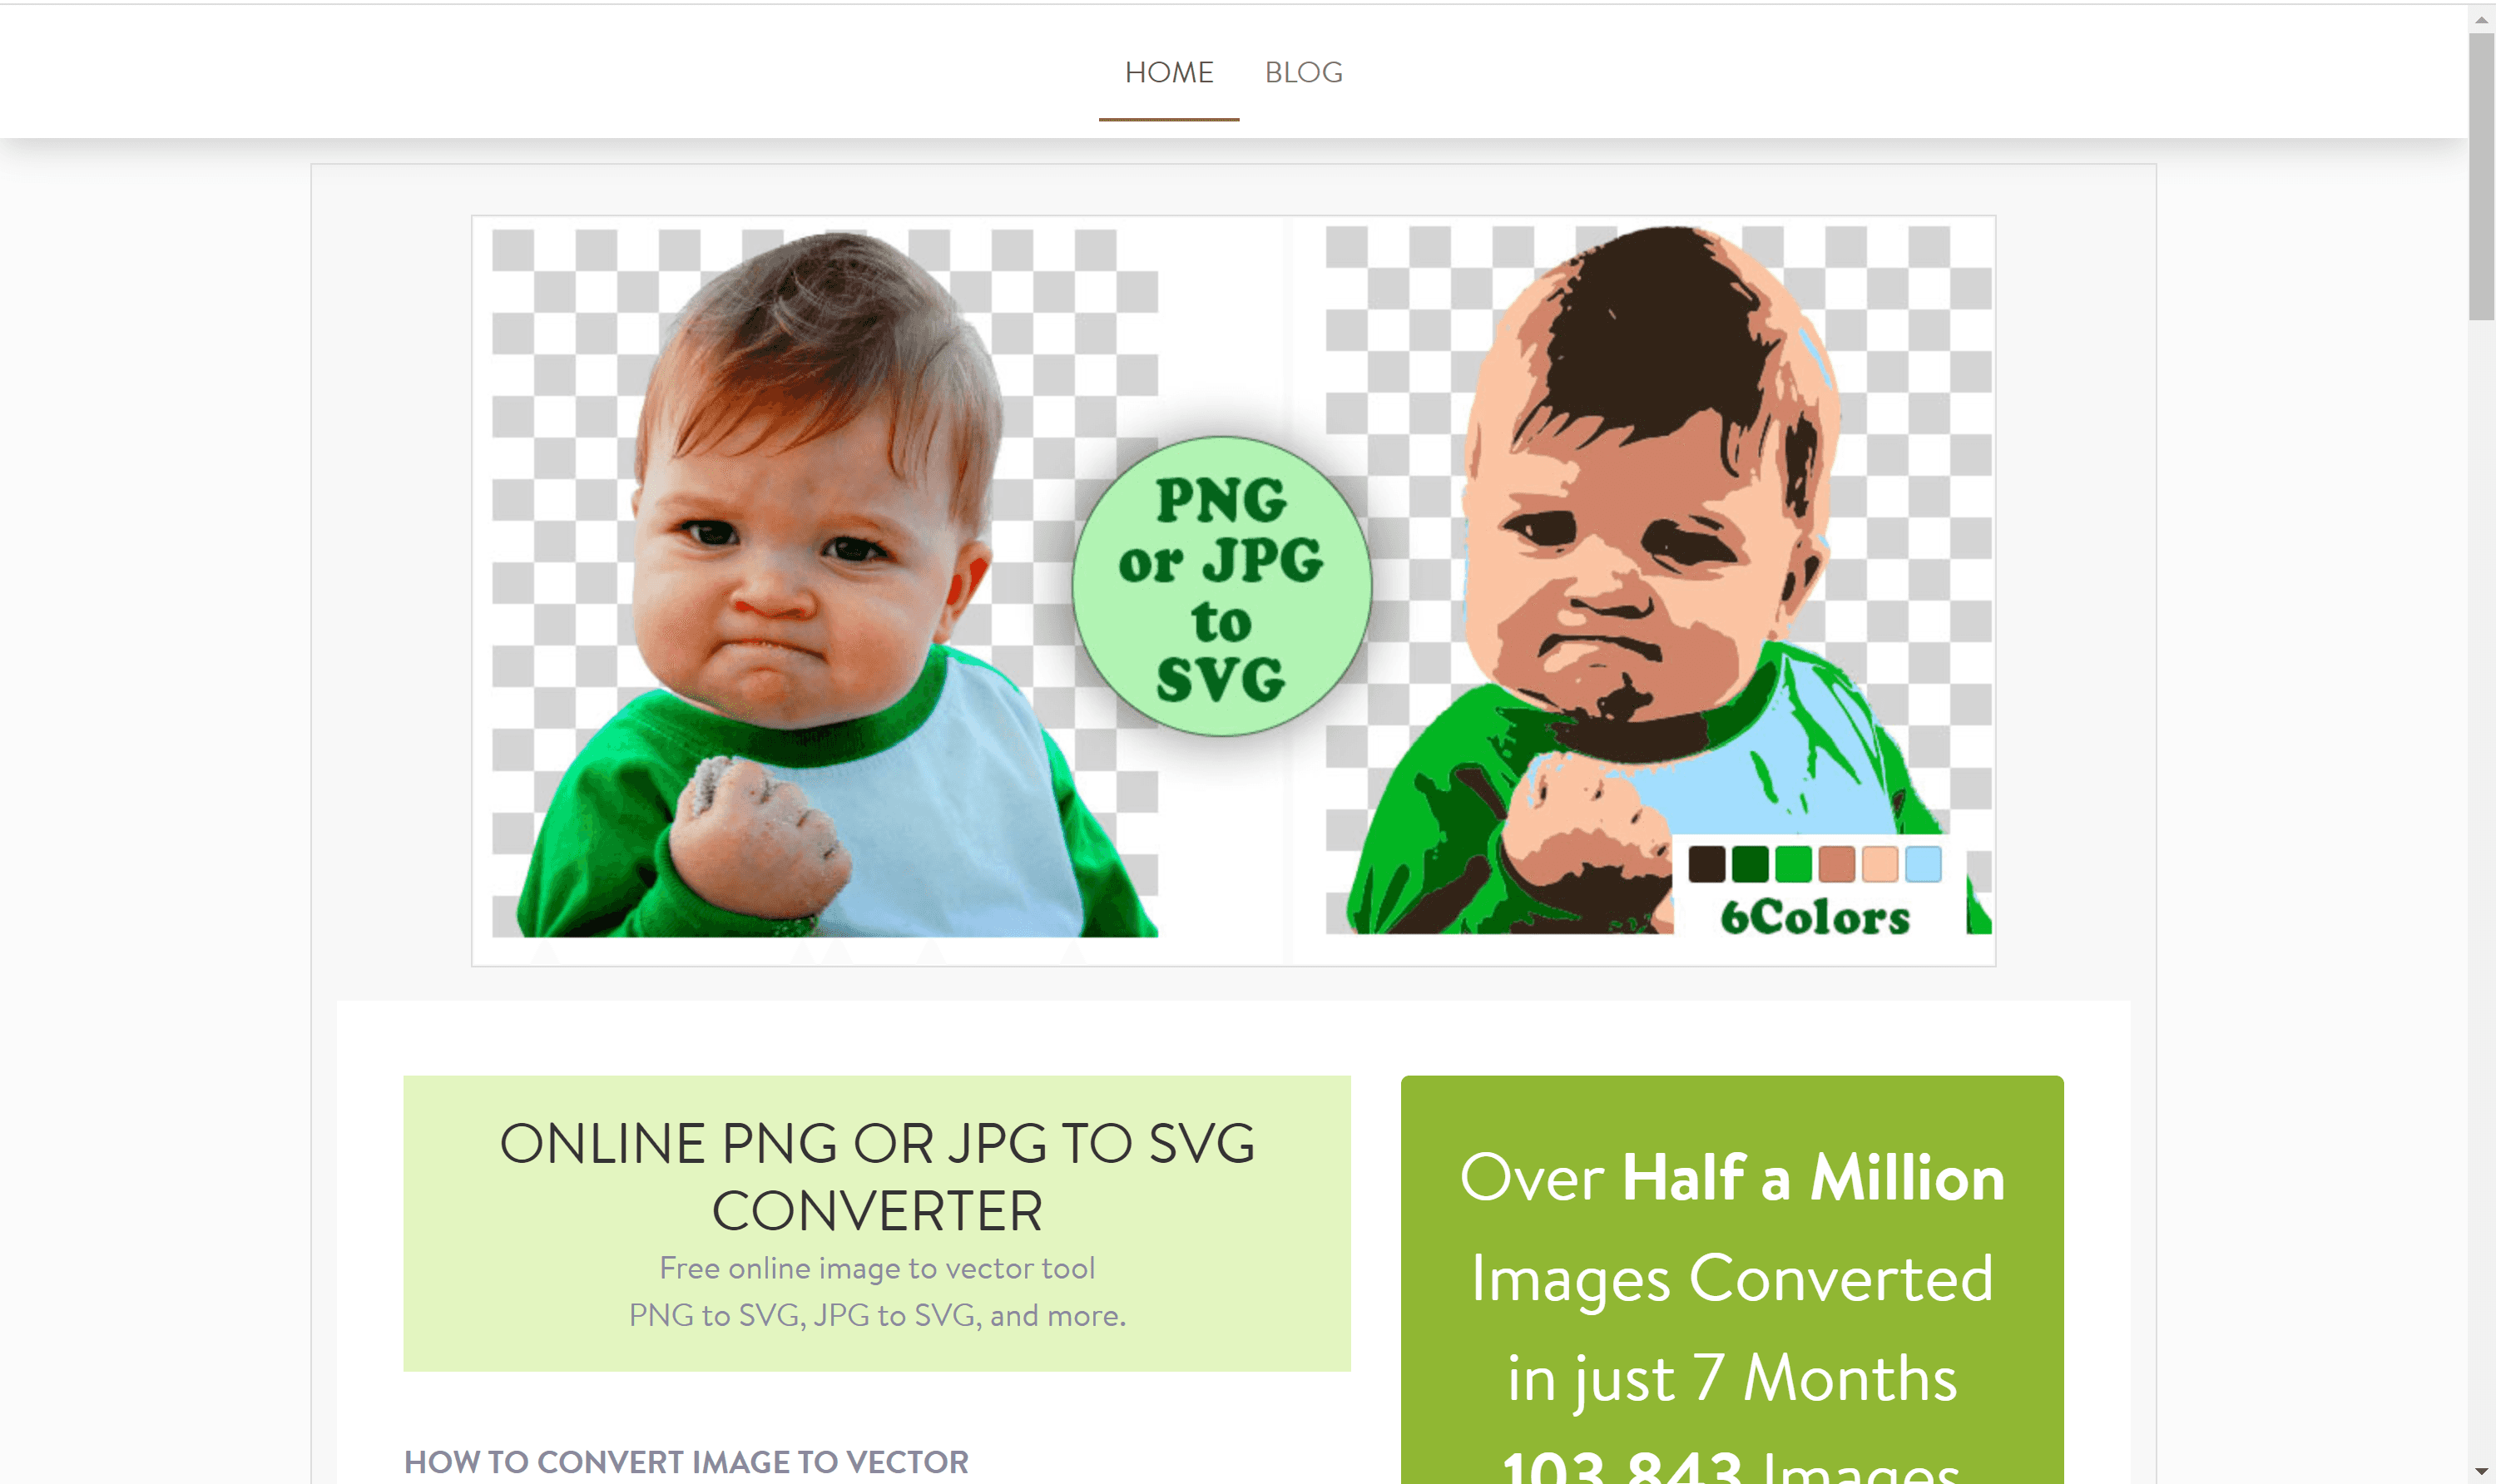 HOME BLOG
PNG
or JPG
to
SVG
6Colors
ONLINE PNG OR JPG TO SVG
CONVERTER
Free online image to vector tool
PNG to SVG, JPG to SVG, and more.
HOW TO CONVERT IMAGE TO VECTOR
Over Half a Million
Images Converted
in just 7 Months
103,843 Images